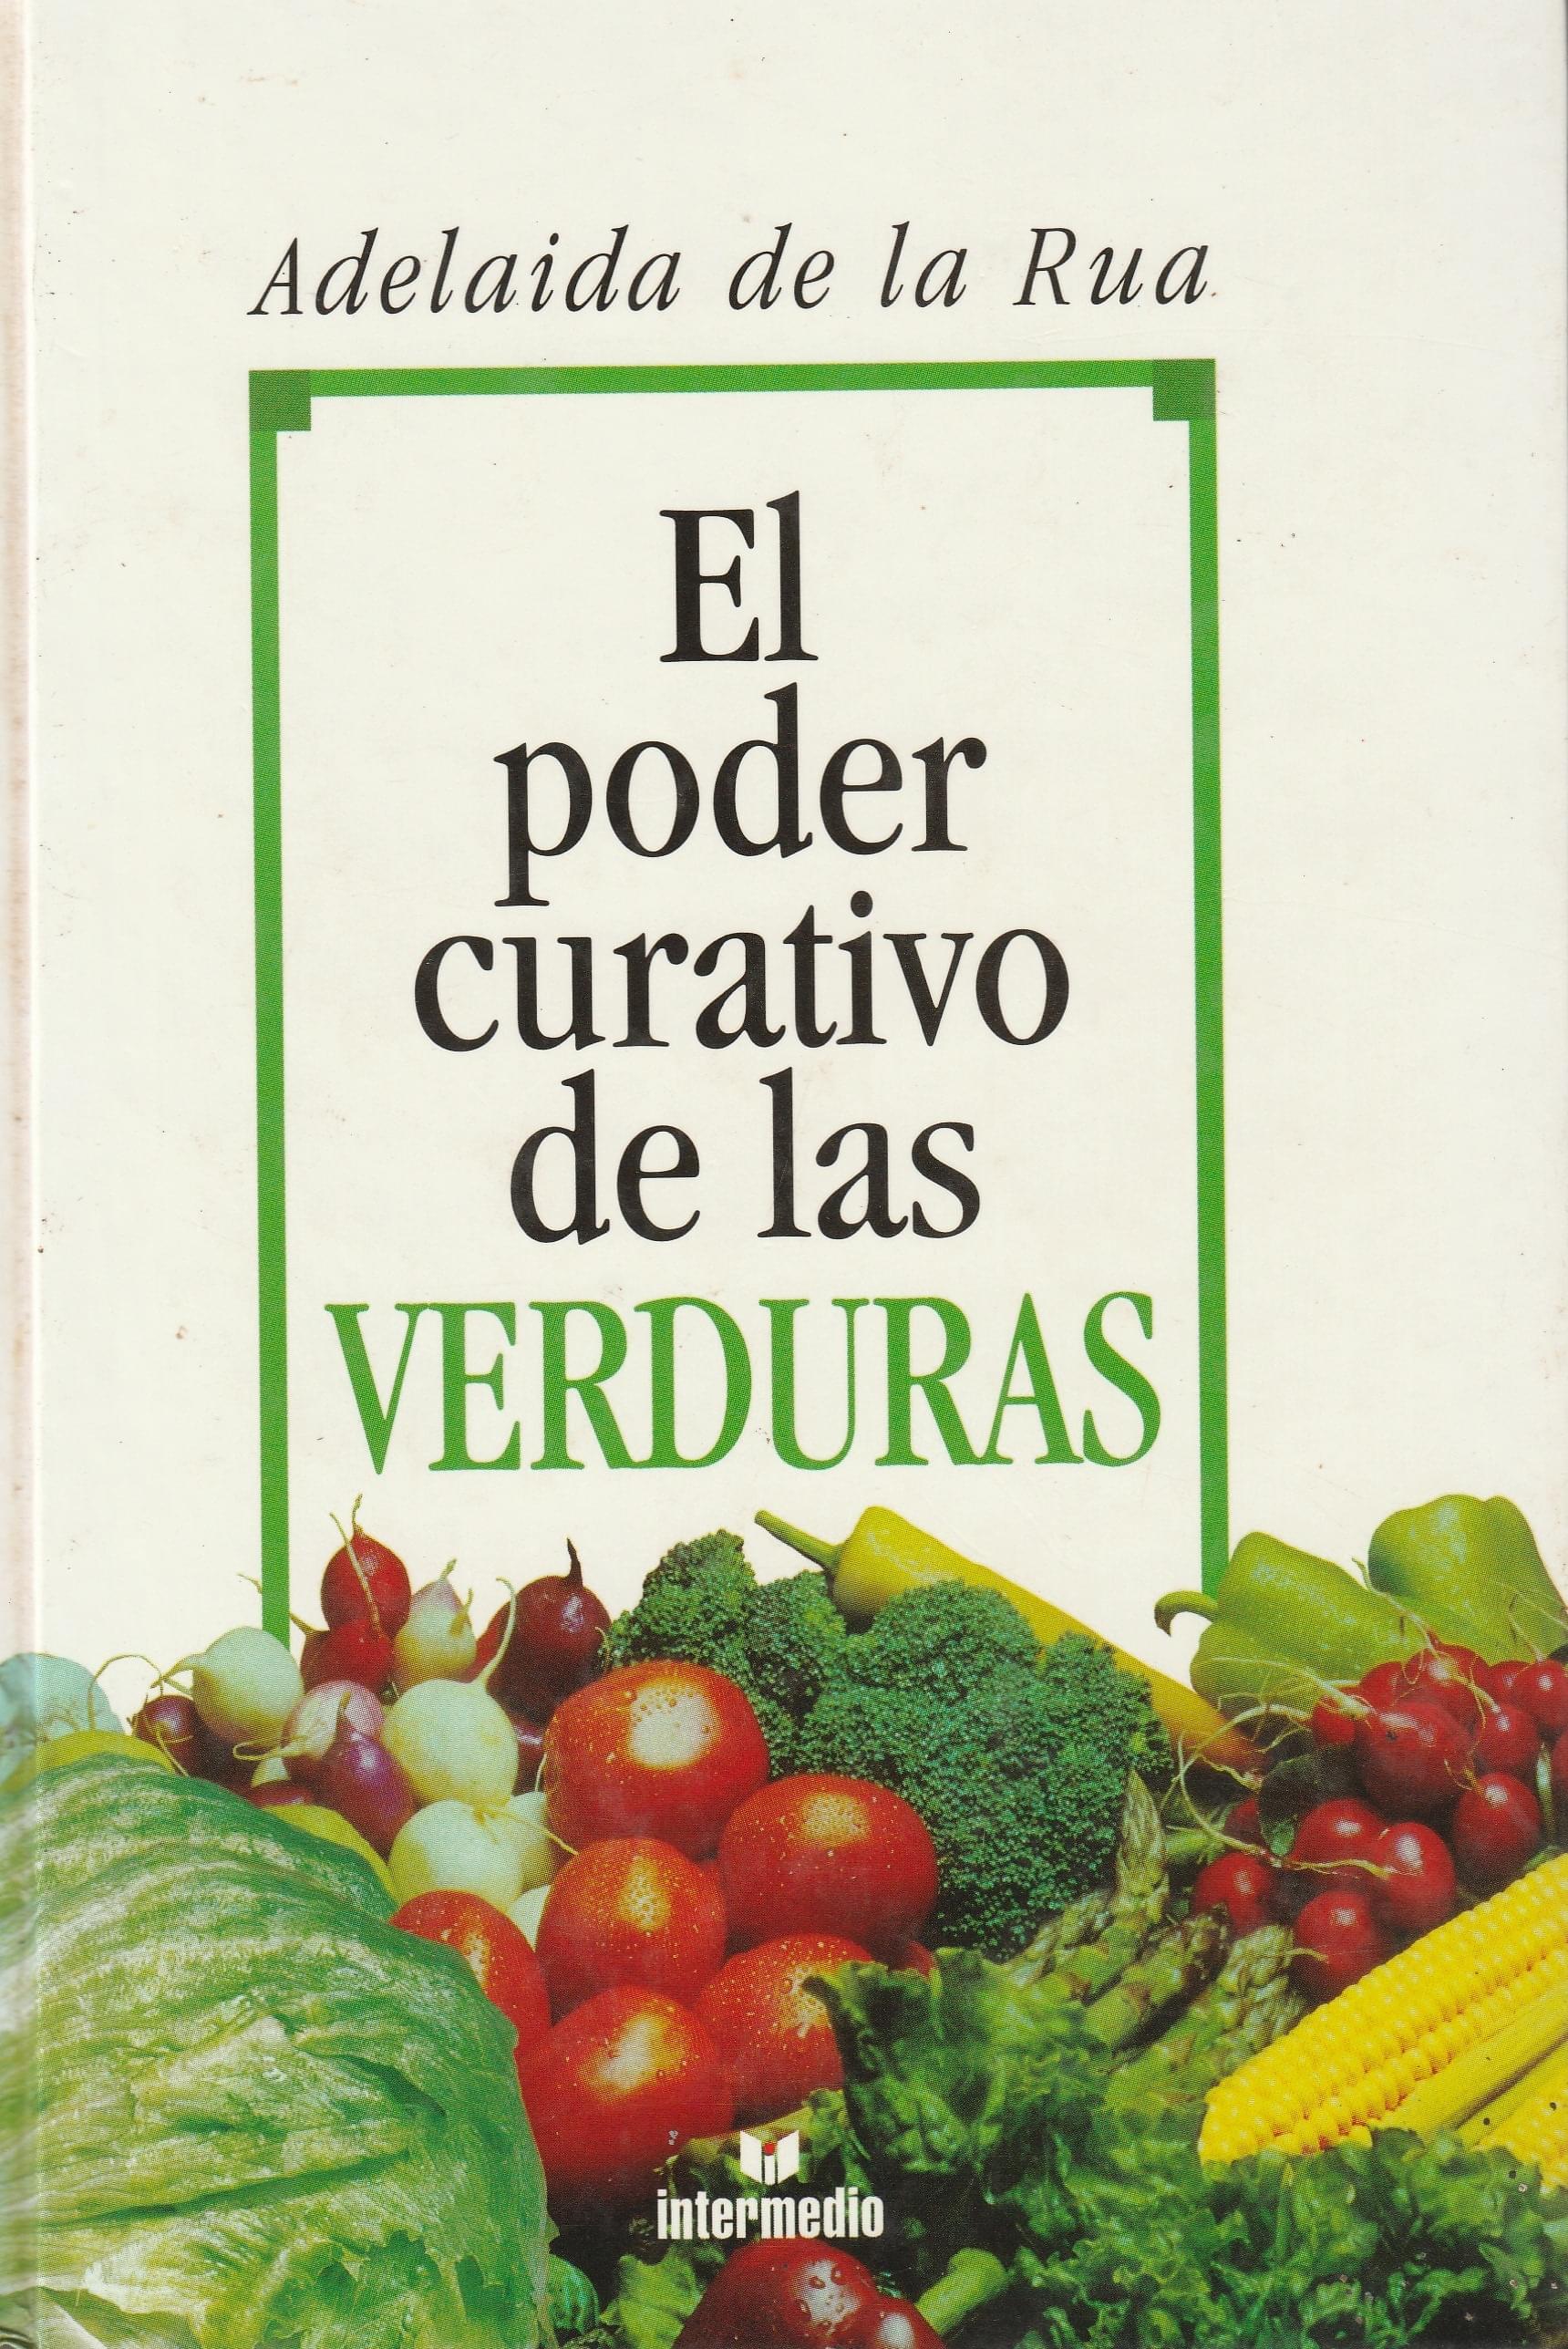 Adelaida de la Rua
El
poder
curativo
de las
VERDURAS
intermedio